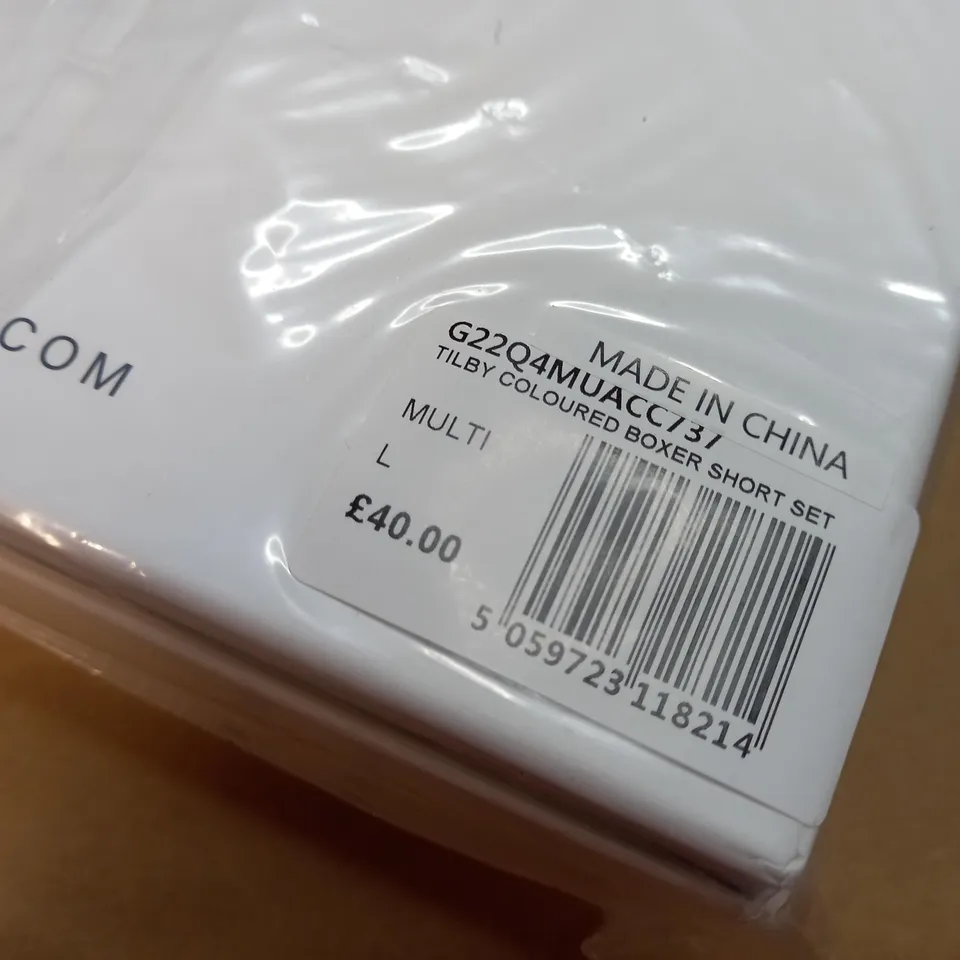 COM
MADE IN CHINA
G22Q4MUACC737
TILBY COLOURED BOXER SHORT SET
MULTI
L
£40.00
5 059723 118214